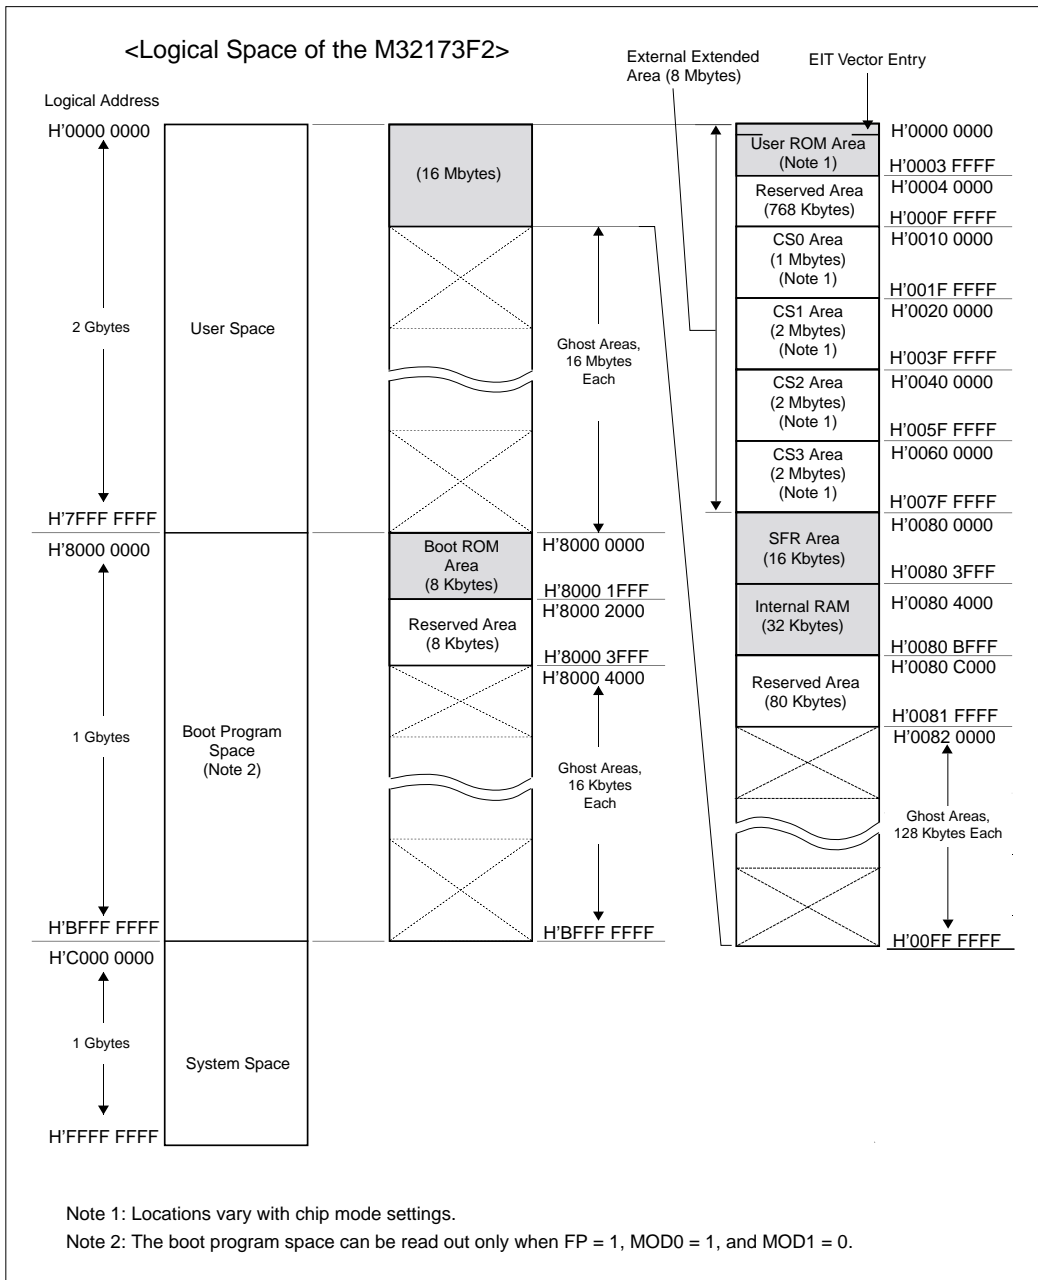 <Logical Space of the M32173F2>
External Extended
Area (8 Mbytes)
EIT Vector Entry
Logical Address
H'0000 0000
2 Gbytes
H'7FFF FFFF
H'8000 0000
1 Gbytes
H'BFFF FFFF
H'C000 0000
1 Gbytes
H'FFFF FFFF
User Space
Boot Program
Space
(Note 2)
System Space
(16 Mbytes)
Ghost Areas,
16 Mbytes
Each
Boot ROM
Area
(8 Kbytes)
H'8000 0000
H'8000 1FFF
Reserved Area
(8 Kbytes)
H'8000 2000
H'8000 3FFF
H'8000 4000
Ghost Areas,
16 Kbytes
Each
H'BFFF FFFF
User ROM Area
(Note 1)
H'0000 0000
H'0003 FFFF
Reserved Area
(768 Kbytes)
H'0004 0000
H'000F FFFF
CS0 Area
(1 Mbytes)
(Note 1)
H'0010 0000
H'001F FFFF
CS1 Area
(2 Mbytes)
(Note 1)
H'0020 0000
H'003F FFFF
CS2 Area
(2 Mbytes)
(Note 1)
H'0040 0000
H'005F FFFF
CS3 Area
(2 Mbytes)
(Note 1)
H'0060 0000
H'007F FFFF
SFR Area
(16 Kbytes)
H'0080 0000
H'0080 3FFF
Internal RAM
(32 Kbytes)
H'0080 4000
H'0080 BFFF
Reserved Area
(80 Kbytes)
H'0080 C000
H'0081 FFFF
H'0082 0000
Ghost Areas,
128 Kbytes Each
H'00FF FFFF
Note 1: Locations vary with chip mode settings.
Note 2: The boot program space can be read out only when FP = 1, MOD0 = 1, and MOD1 = 0.